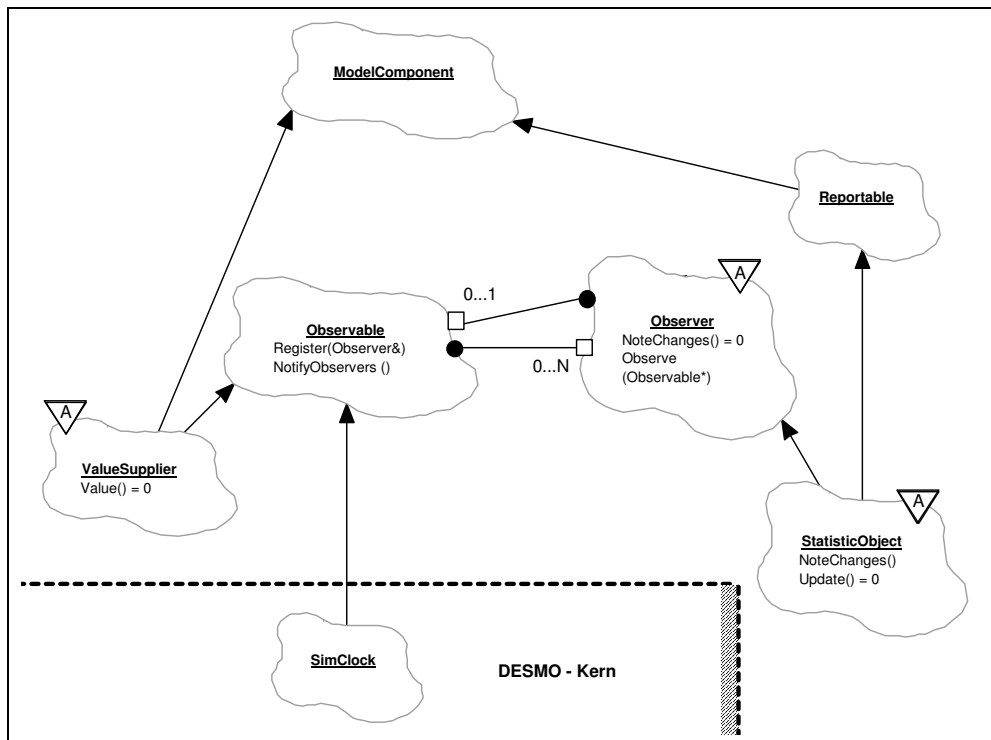 ModelComponent
Reportable
A
0...1
Observable
Register(Observer&)
NotifyObservers ()
Observer
NoteChanges() = 0
Observe
(Observable*)
0...N
A
ValueSupplier
Value() = 0
A
StatisticObject
NoteChanges()
Update() = 0
SimClock
DESMO - Kern